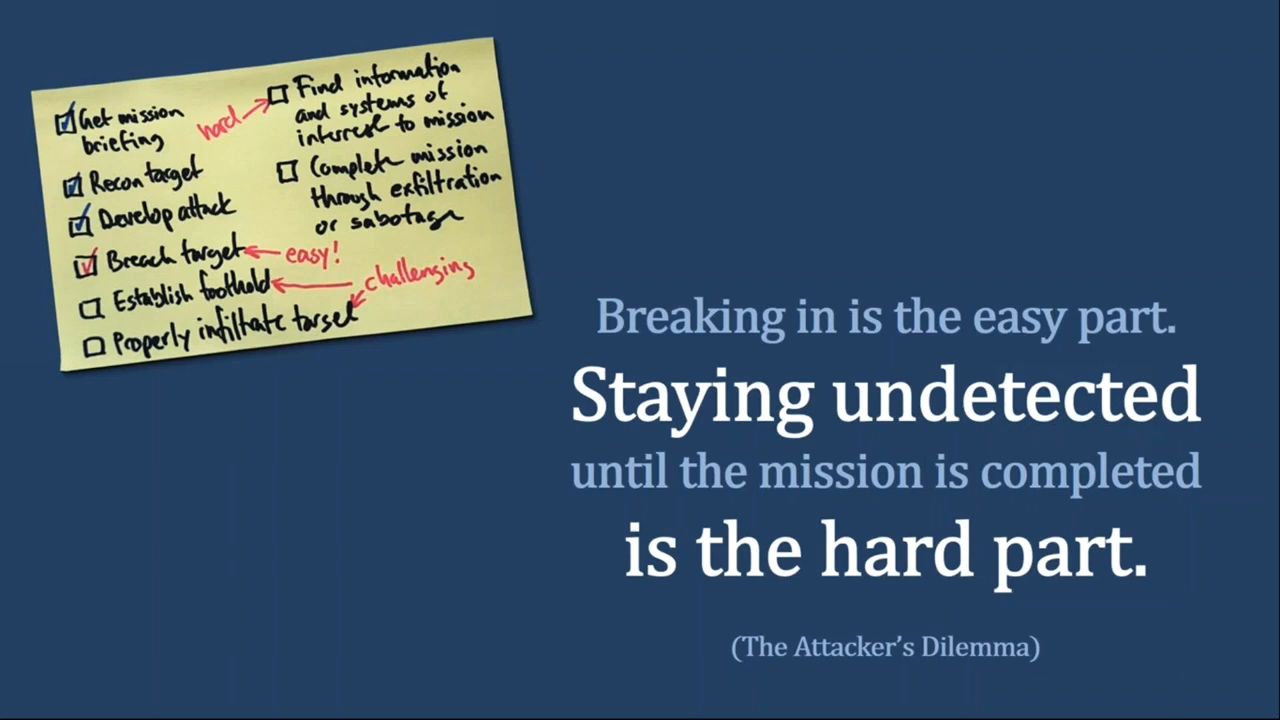 Get mission
briefing
Recon target
Develop attack
Breach target
easy!
Establish foothold
challenging
Properly infiltrate target
hard
Find information
and systems of
interest to mission
Complete mission
through exfiltration
or sabotage
Breaking in is the easy part.
Staying undetected
until the mission is completed
is the hard part.
(The Attacker’s Dilemma)